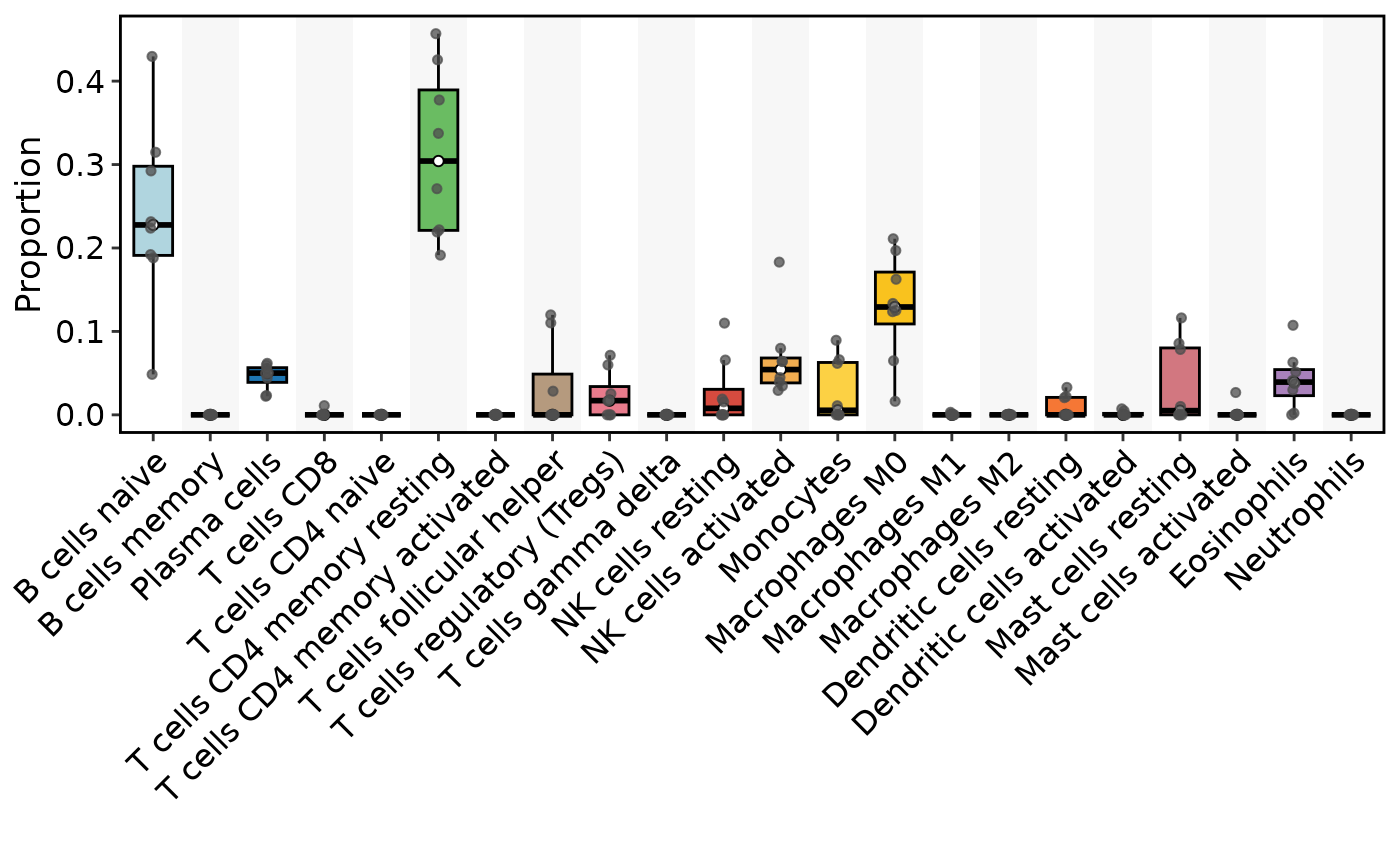 Proportion
0.4
0.3
0.2
0.1
0.0
B cells naive
B cells memory
Plasma cells
T cells CD8
T cells CD4 naive
T cells CD4 memory resting
T cells CD4 memory activated
T cells follicular helper
T cells regulatory (Tregs)
T cells gamma delta
NK cells resting
NK cells activated
Monocytes
Macrophages M0
Macrophages M1
Macrophages M2
Dendritic cells resting
Dendritic cells activated
Mast cells resting
Mast cells activated
Eosinophils
Neutrophils